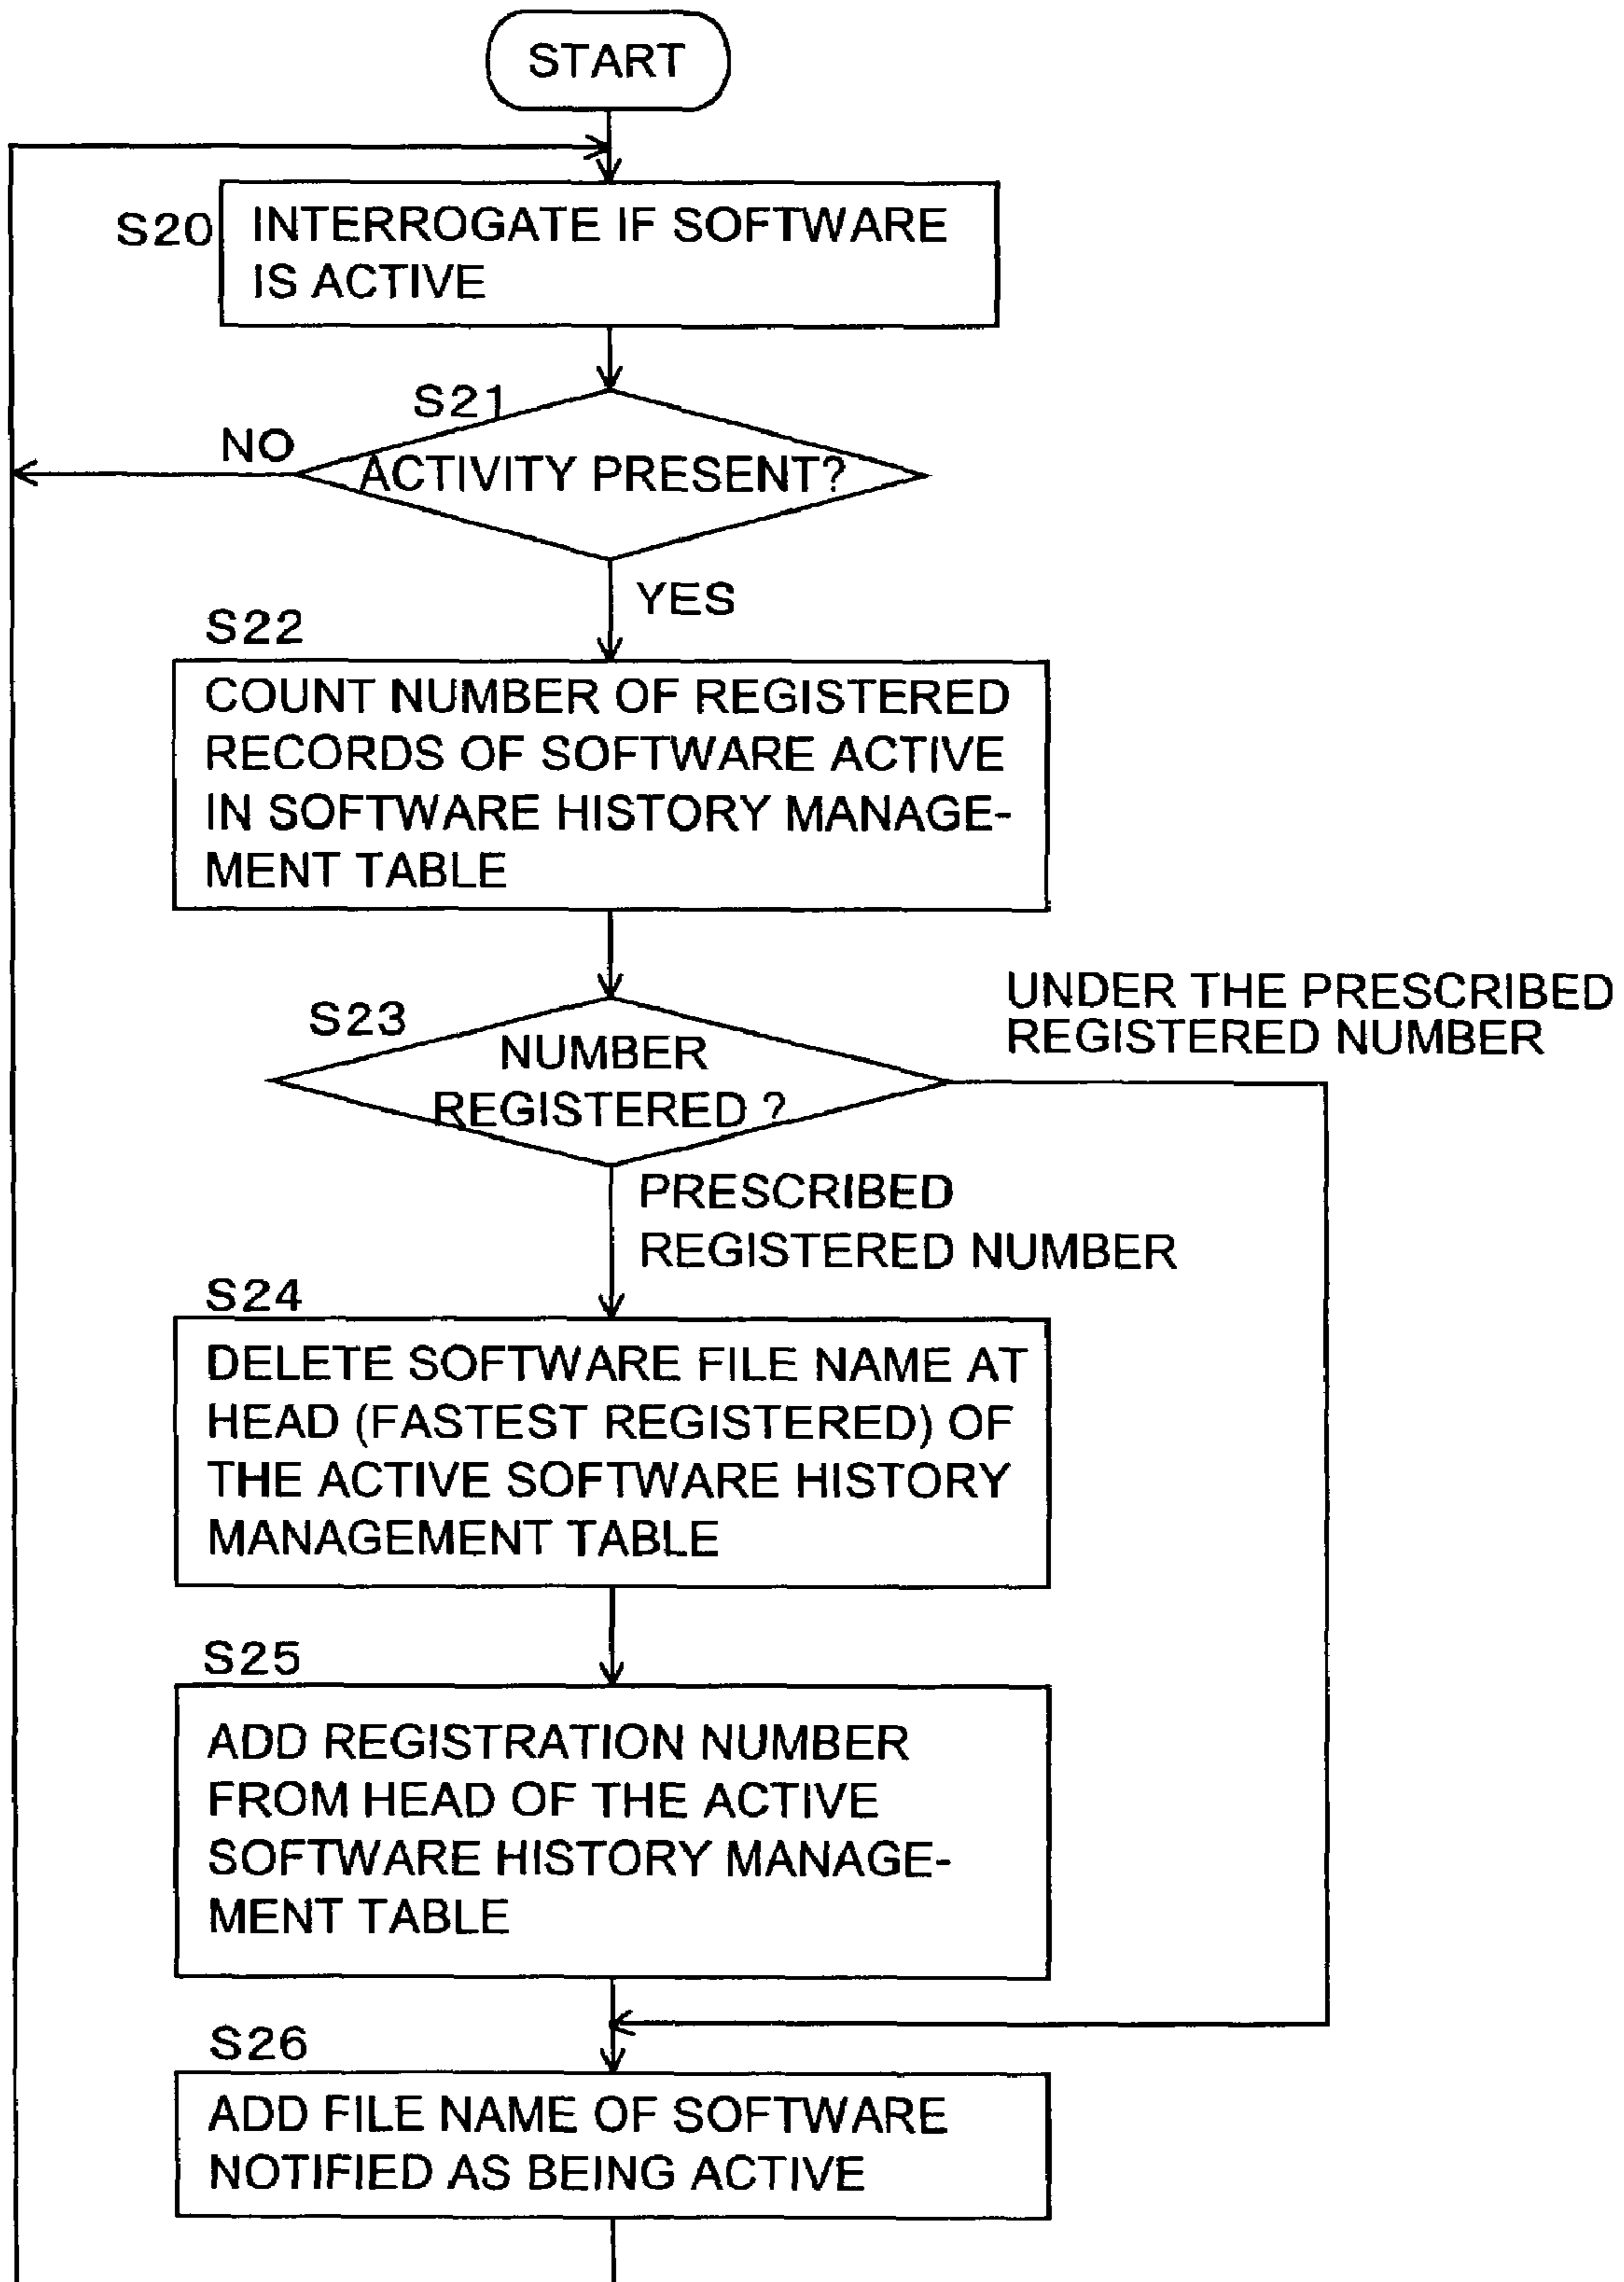 START
S20
INTERROGATE IF SOFTWARE
IS ACTIVE
S21
NO
ACTIVITY PRESENT?
YES
S22
COUNT NUMBER OF REGISTERED
RECORDS OF SOFTWARE ACTIVE
IN SOFTWARE HISTORY MANAGE-
MENT TABLE
UNDER THE PRESCRIBED
REGISTERED NUMBER
S23
NUMBER
REGISTERED ?
PRESCRIBED
REGISTERED NUMBER
S24
DELETE SOFTWARE FILE NAME AT
HEAD (FASTEST REGISTERED) OF
THE ACTIVE SOFTWARE HISTORY
MANAGEMENT TABLE
S25
ADD REGISTRATION NUMBER
FROM HEAD OF THE ACTIVE
SOFTWARE HISTORY MANAGE-
MENT TABLE
S26
ADD FILE NAME OF SOFTWARE
NOTIFIED AS BEING ACTIVE